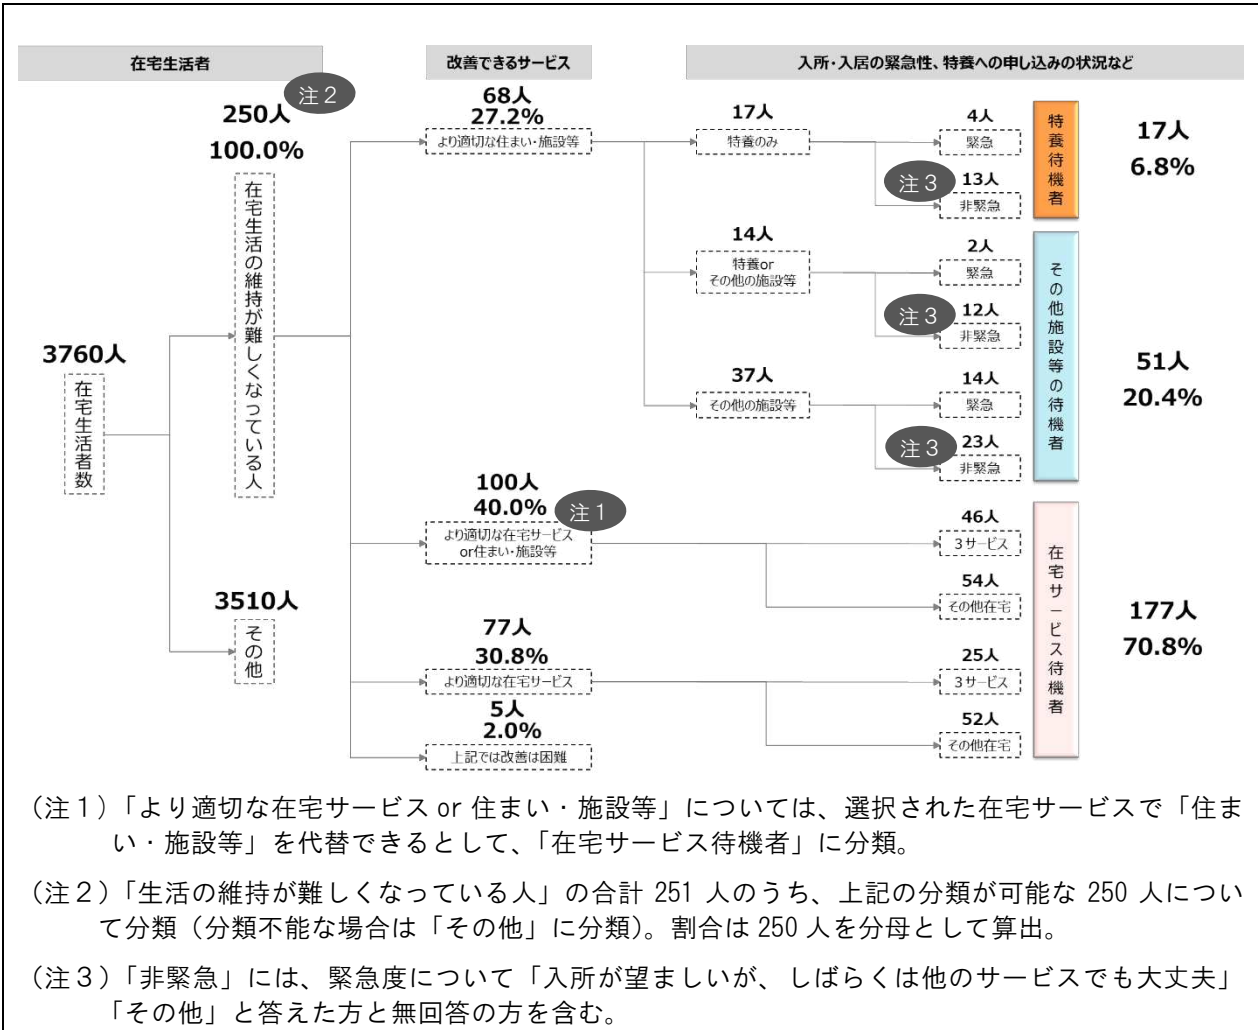 在宅生活者
改善できるサービス
入所・入居の緊急性、特養への申し込みの状況など
注２
250人
100.0%
在宅生活の維持が難しくなっている人
3760人
在宅生活者数
3510人
その他
68人
27.2%
より適切な住まい・施設等
100人
40.0%
注１
より適切な在宅サービス
or住まい・施設等
77人
30.8%
より適切な在宅サービス
5人
2.0%
上記では改善は困難
17人
特養のみ
14人
特養or
その他の施設等
37人
その他の施設等
4人
緊急
注３
13人
非緊急
2人
緊急
注３
12人
非緊急
14人
緊急
注３
23人
非緊急
46人
３サービス
54人
その他在宅
25人
３サービス
52人
その他在宅
特養待機者
17人
6.8%
その他施設等の待機者
51人
20.4%
在宅サービス待機者
177人
70.8%
（注１）「より適切な在宅サービス or 住まい・施設等」については、選択された在宅サービスで「住ま
い・施設等」を代替できるとして、「在宅サービス待機者」に分類。
（注２）「生活の維持が難しくなっている人」の合計 251 人のうち、上記の分類が可能な 250 人につい
て分類（分類不能な場合は「その他」に分類）。割合は 250 人を分母として算出。
（注３）「非緊急」には、緊急度について「入所が望ましいが、しばらくは他のサービスでも大丈夫」
「その他」と答えた方と無回答の方を含む。